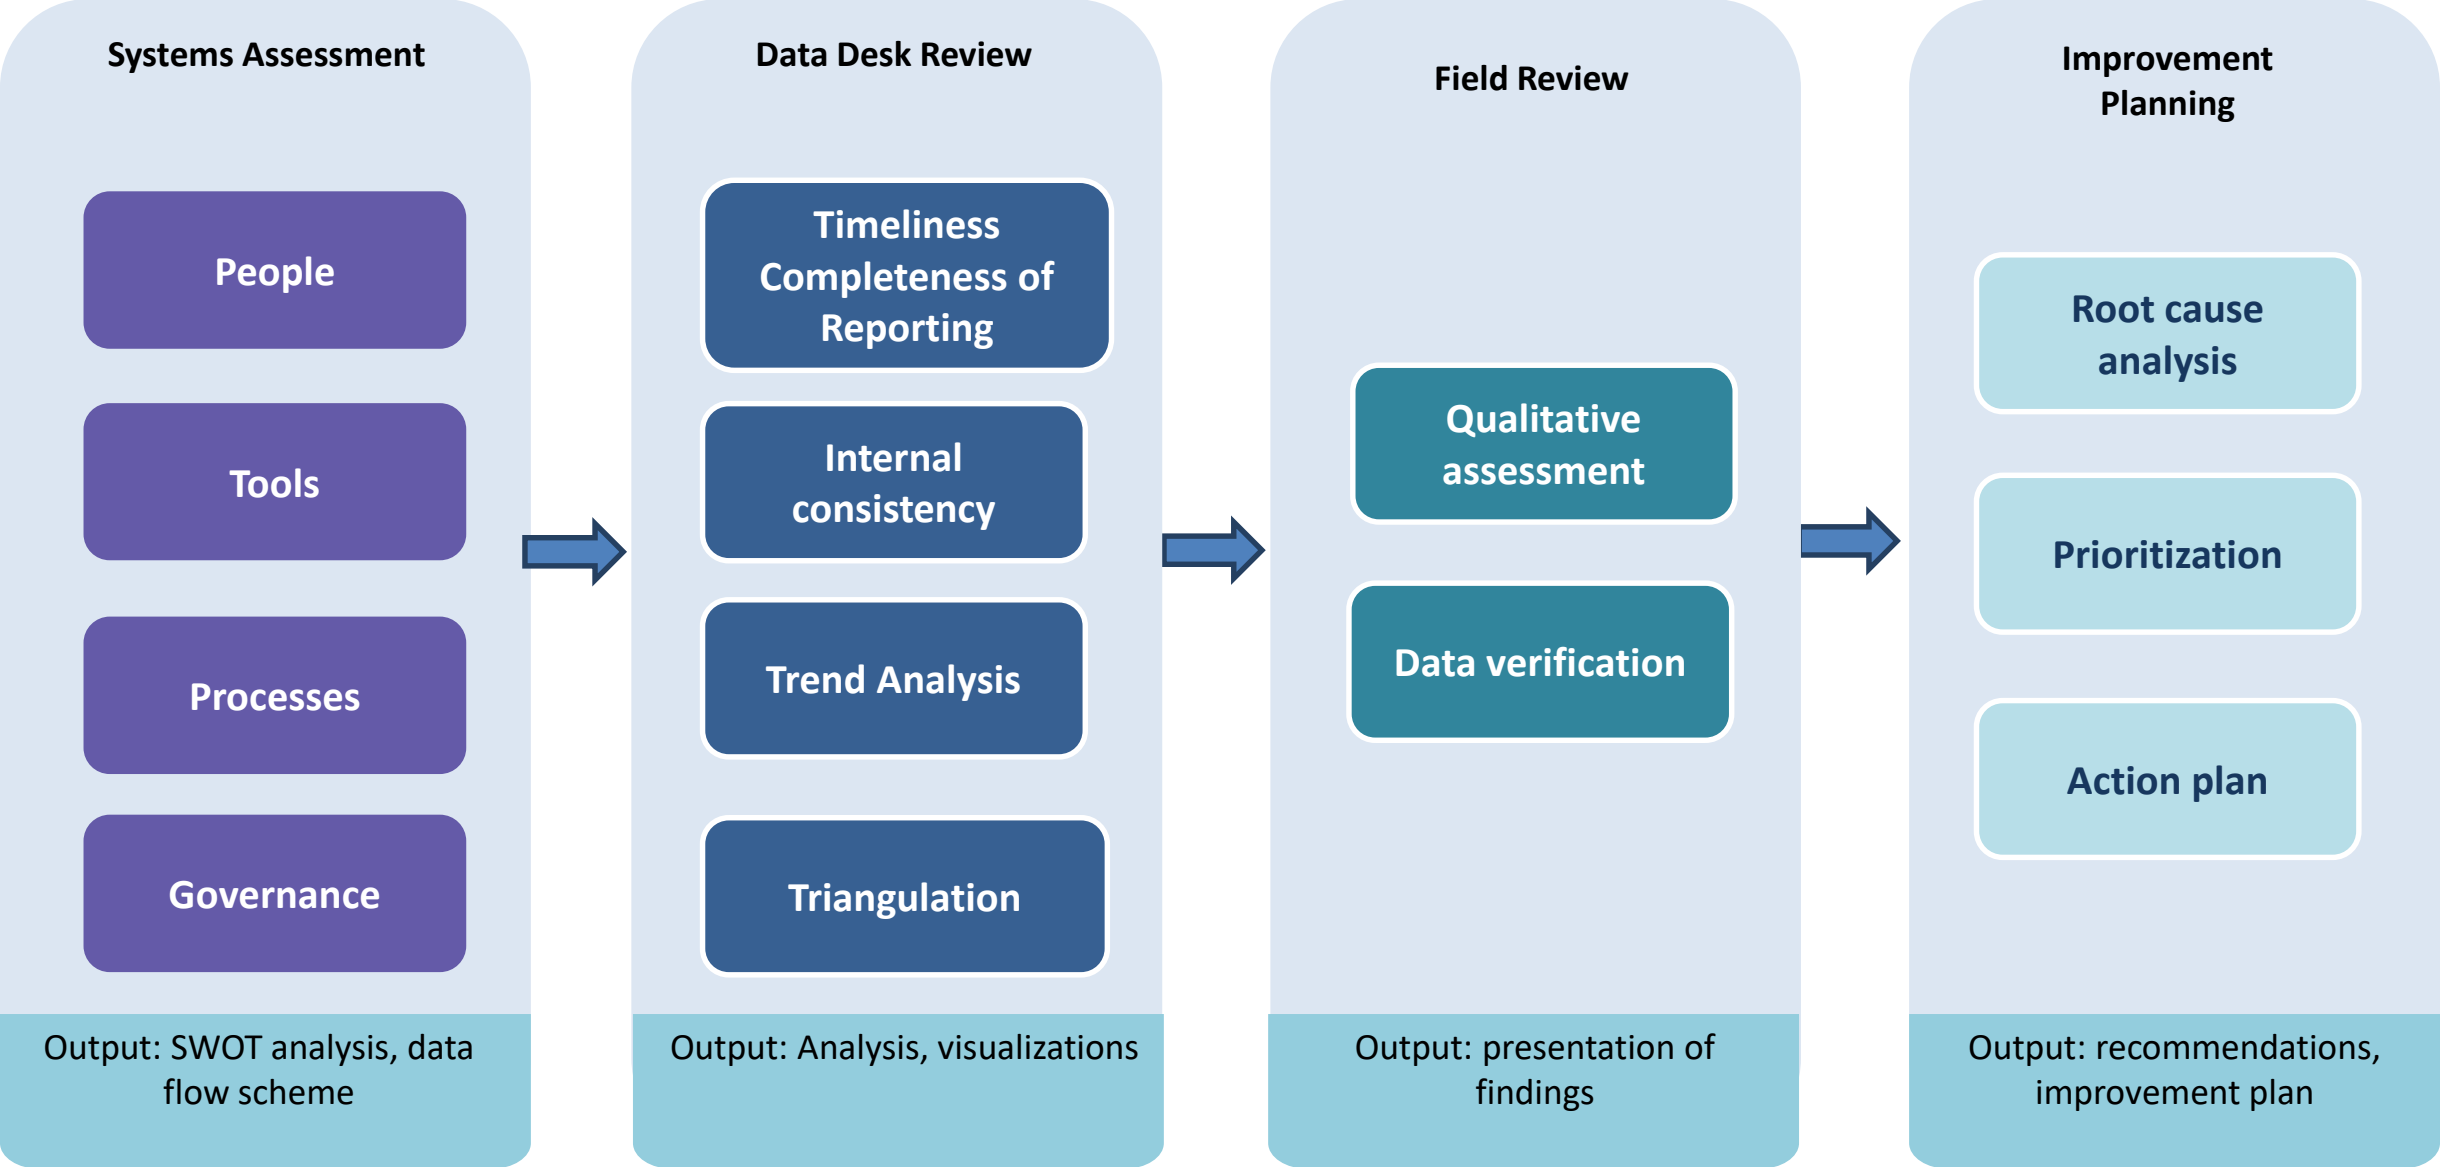 Systems Assessment
People
Tools
Processes
Governance
Output: SWOT analysis, data
flow scheme
Data Desk Review
Timeliness
Completeness of
Reporting
Internal
consistency
Trend Analysis
Triangulation
Output: Analysis, visualizations
Field Review
Qualitative
assessment
Data verification
Output: presentation of
findings
Improvement
Planning
Root cause
analysis
Prioritization
Action plan
Output: recommendations,
improvement plan